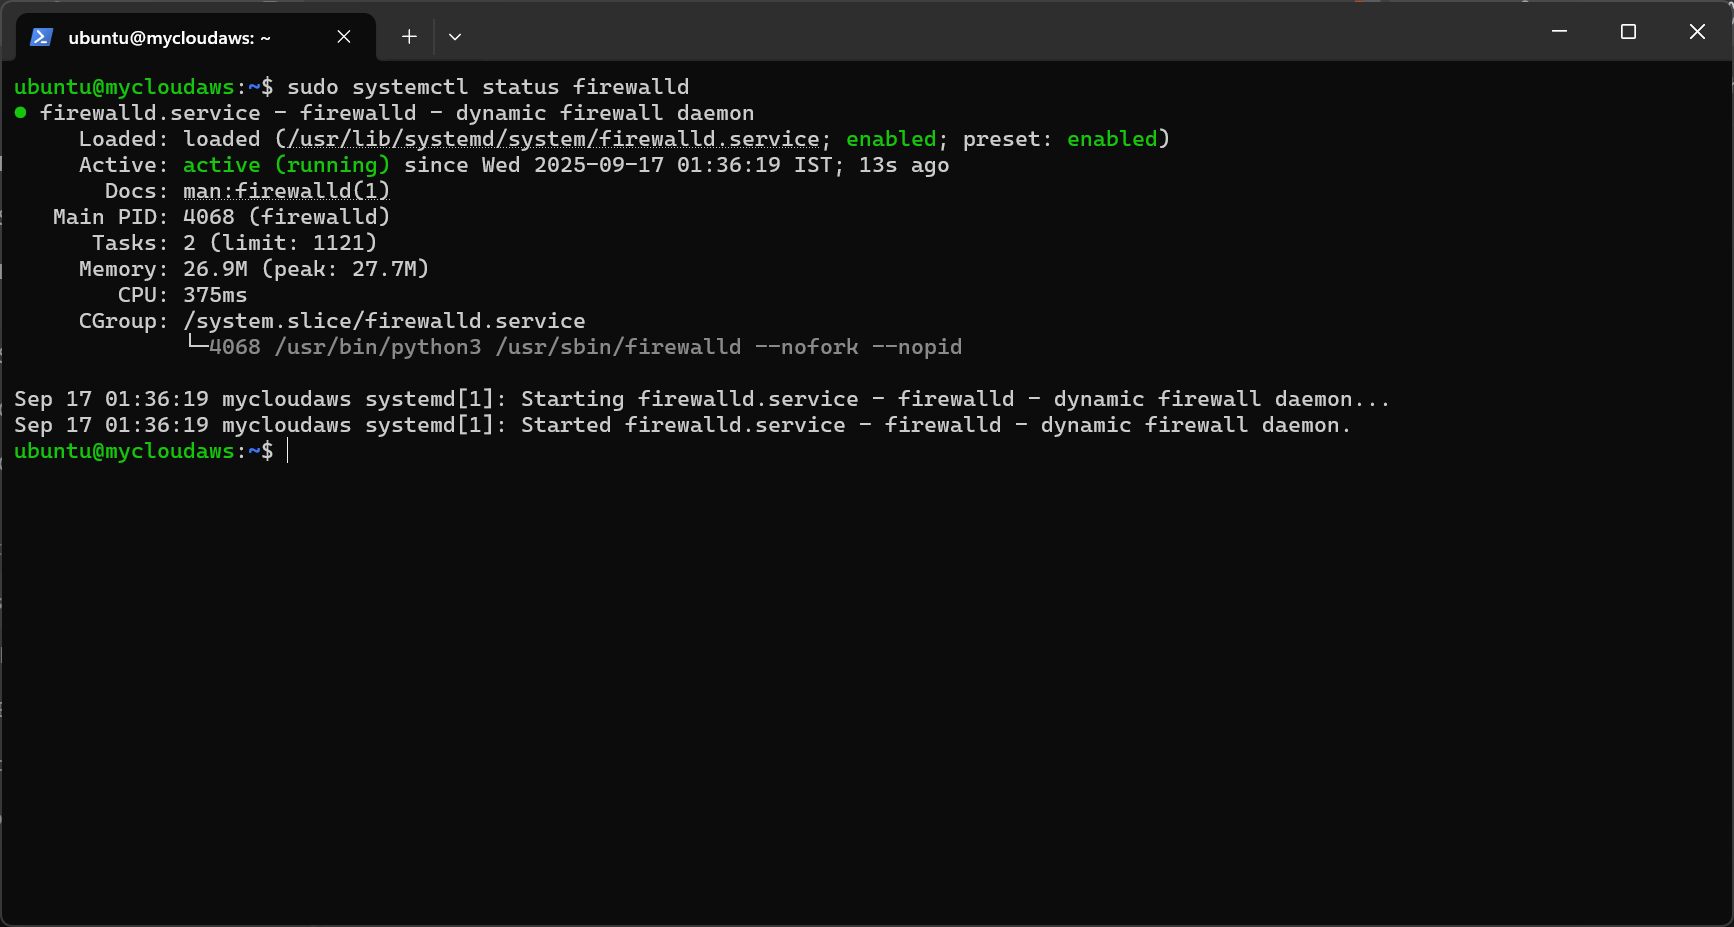 ubuntu@mycloudaws: ~
ubuntu@mycloudaws:~$ sudo systemctl status firewalld
● firewalld.service - firewalld - dynamic firewall daemon
     Loaded: loaded (/usr/lib/systemd/system/firewalld.service; enabled; preset: enabled)
     Active: active (running) since Wed 2025-09-17 01:36:19 IST; 13s ago
       Docs: man:firewalld(1)
   Main PID: 4068 (firewalld)
      Tasks: 2 (limit: 1121)
     Memory: 26.9M (peak: 27.7M)
        CPU: 375ms
     CGroup: /system.slice/firewalld.service
             └─4068 /usr/bin/python3 /usr/sbin/firewalld --nofork --nopid
Sep 17 01:36:19 mycloudaws systemd[1]: Starting firewalld.service - firewalld - dynamic firewall daemon...
Sep 17 01:36:19 mycloudaws systemd[1]: Started firewalld.service - firewalld - dynamic firewall daemon.
ubuntu@mycloudaws:~$